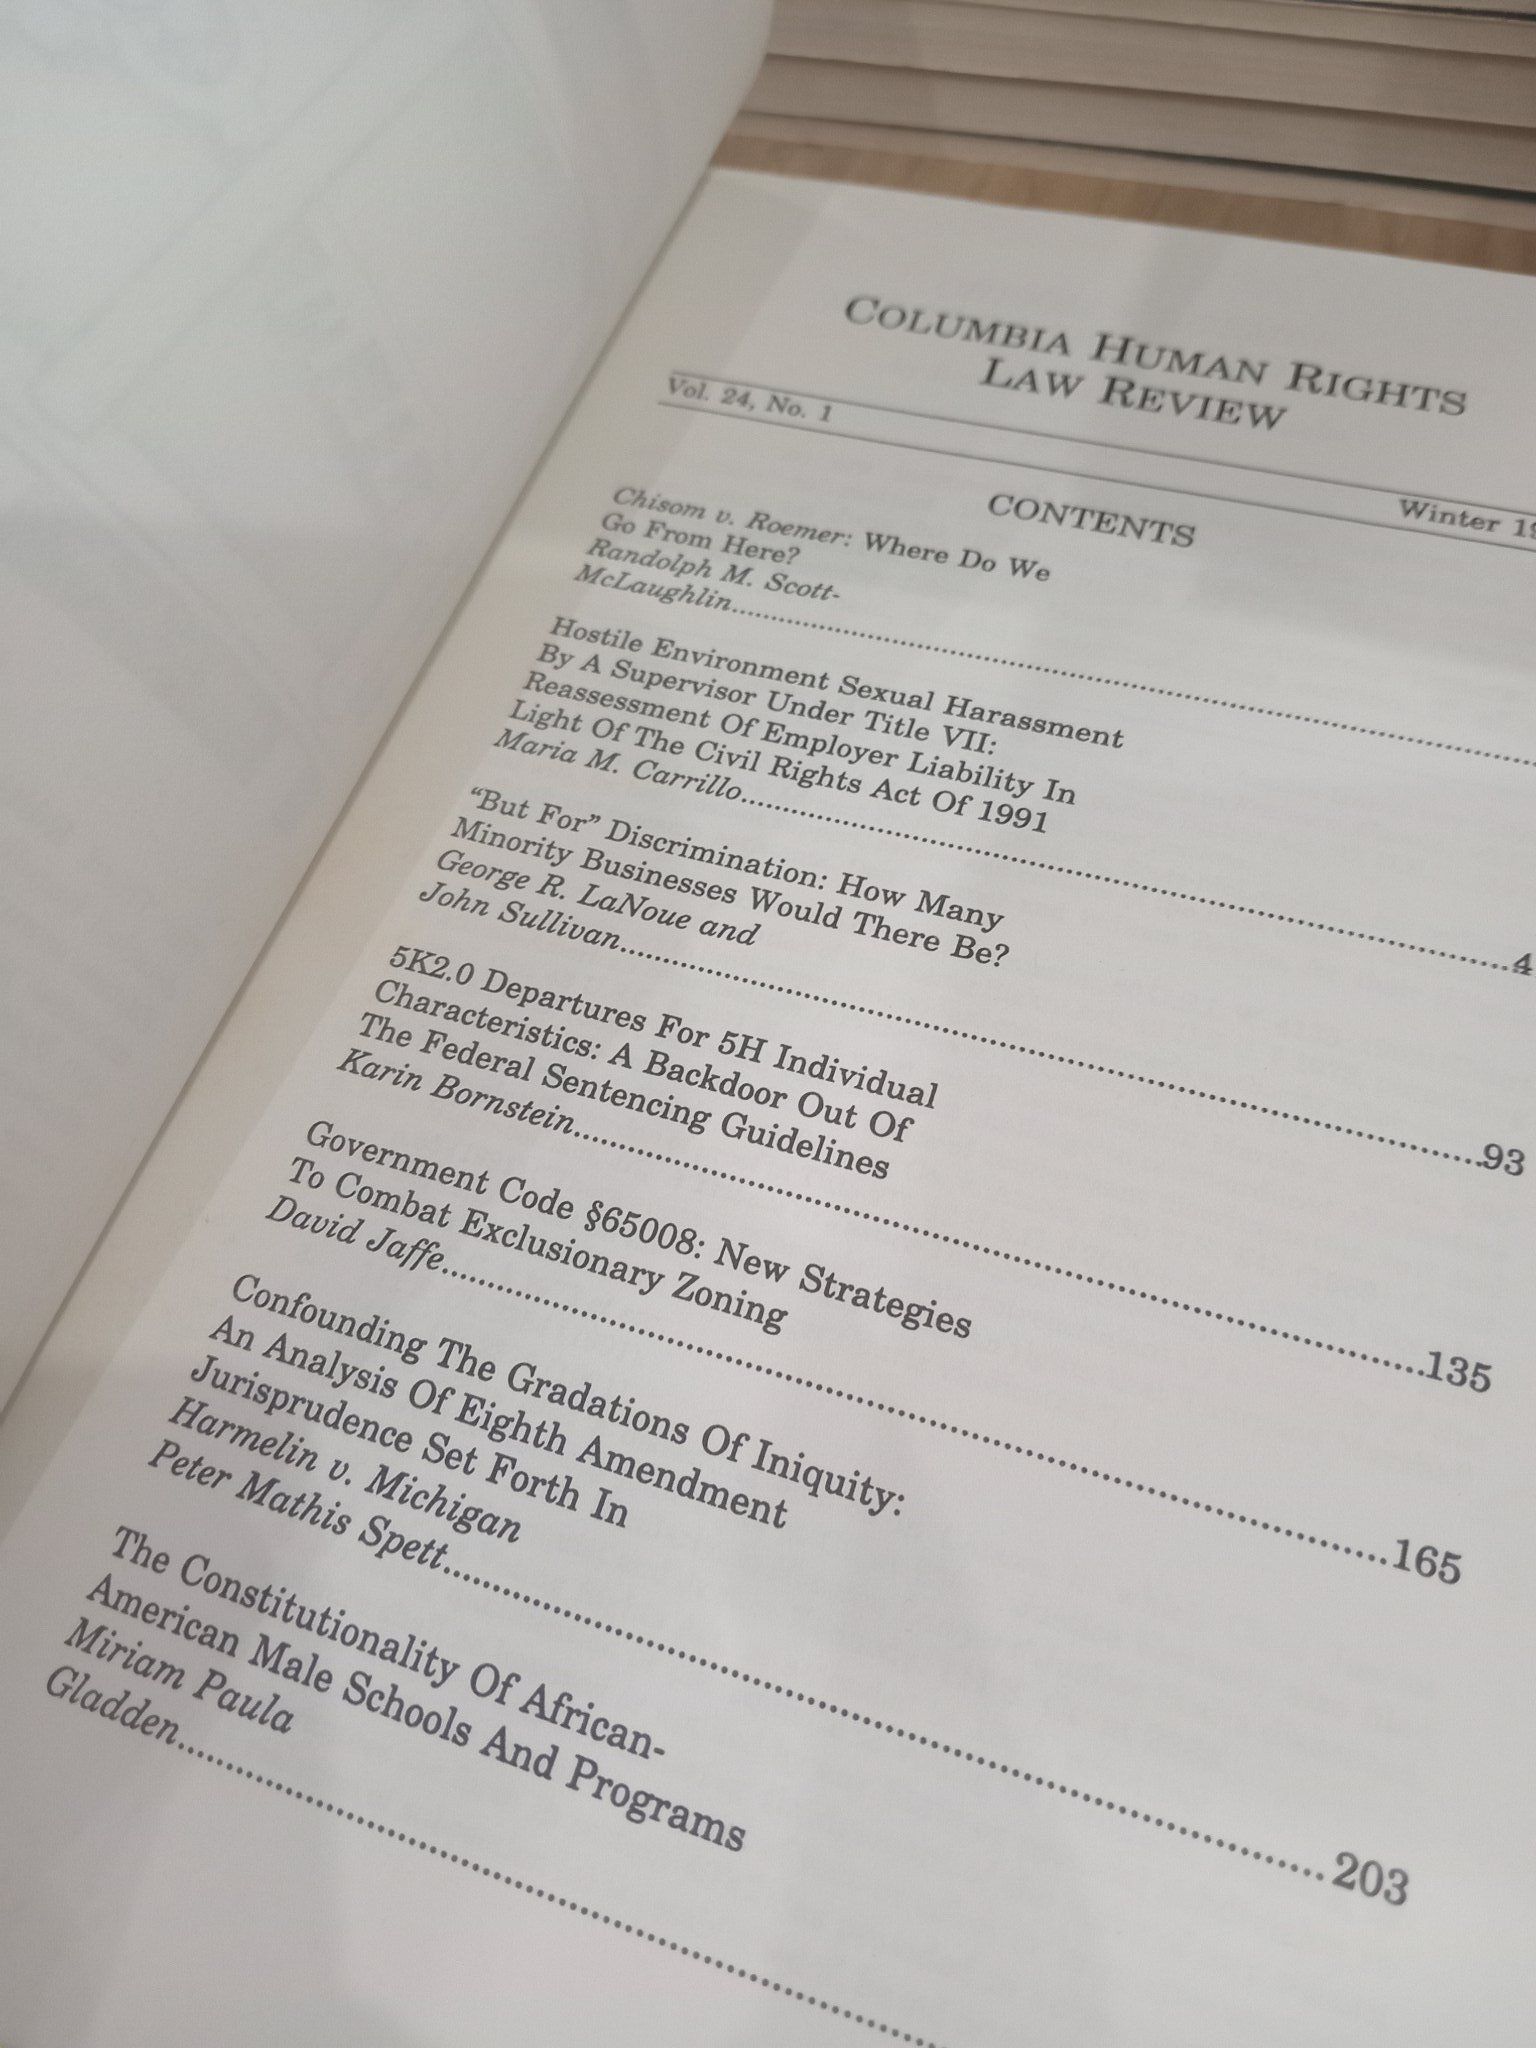 COLUMBIA HUMAN RIGHTS
LAW REVIEW
Vol. 24, No. 1
Winter 19
CONTENTS
Chisom v. Roemer: Where Do We
Go From Here?
Randolph M. Scott-
McLaughlin
Hostile Environment Sexual Harassment
By A Supervisor Under Title VII:
Reassessment Of Employer Liability In
Light Of The Civil Rights Act Of 1991
Maria M. Carrillo..........4
"But For" Discrimination: How Many
Minority Businesses Would There Be?
George R. LaNoue and
John Sullivan..........93
5K2.0 Departures For 5H Individual
Characteristics: A Backdoor Out Of
The Federal Sentencing Guidelines
Karin Bornstein..........135
Government Code §65008: New Strategies
To Combat Exclusionary Zoning
David Jaffe..........165
Confounding The Gradations Of Iniquity:
An Analysis Of Eighth Amendment
Jurisprudence Set Forth In
Harmelin v. Michigan
Peter Mathis Spett..........203
The Constitutionality Of African-
American Male Schools And Programs
Miriam Paula
Gladden..........